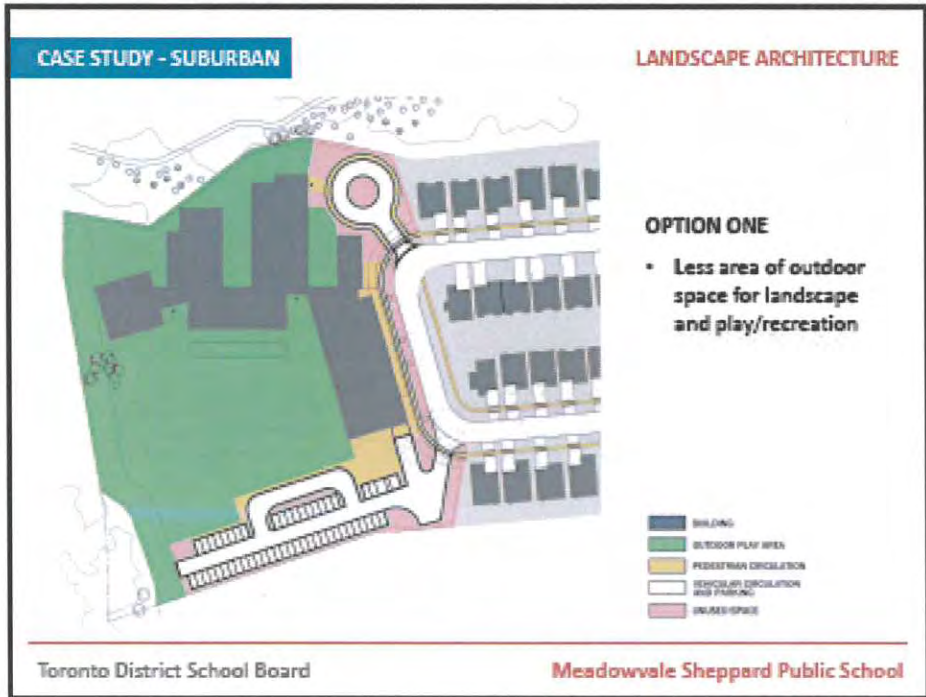 CASE STUDY - SUBURBAN
LANDSCAPE ARCHITECTURE
OPTION ONE
• Less area of outdoor
space for landscape
and play/recreation
BUILDING
OUTDOOR PLAY AREA
PEDESTRIAN CIRCULATION
VEHICULAR CIRCULATION
AND PARKING
UNUSED SPACE
Toronto District School Board
Meadowvale Sheppard Public School